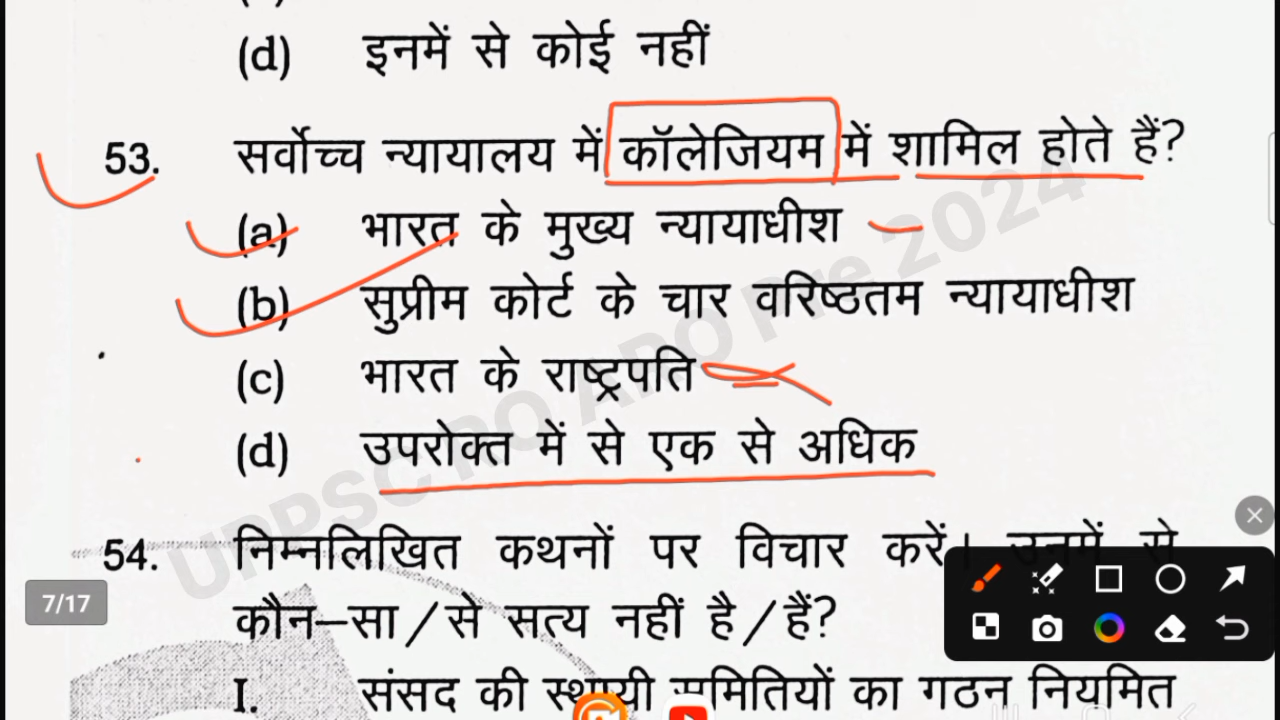 (d) इनमें से कोई नहीं
53. सर्वोच्च न्यायालय में कॉलेजियम में शामिल होते हैं?
(a) भारत के मुख्य न्यायाधीश
(b) सुप्रीम कोर्ट के चार वरिष्ठतम न्यायाधीश
(c) भारत के राष्ट्रपति
(d) उपरोक्त में से एक से अधिक
UPPSC RO ARO Pre 2024
54. निम्नलिखित कथनों पर विचार करें। उनमें से
कौन–सा/से सत्य नहीं है/हैं?
7/17
I. संसद की स्थायी समितियों का गठन नियमित